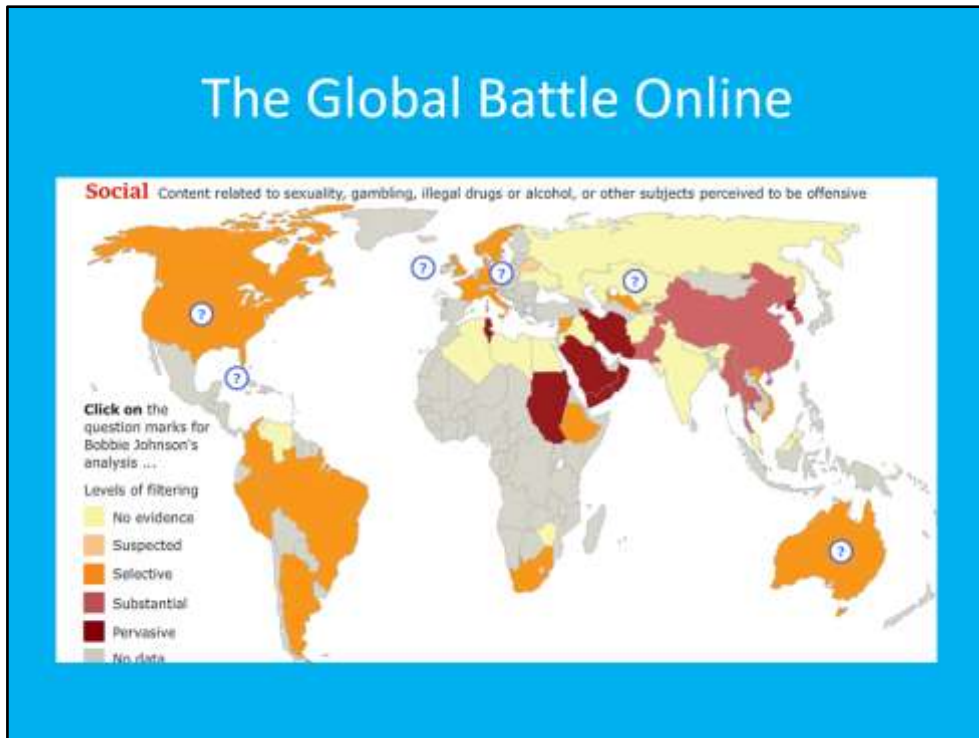 The Global Battle Online
Social Content related to sexuality, gambling, illegal drugs or alcohol, or other subjects perceived to be offensive
?
?
?
?
?
Click on the
question marks for
Bobbie Johnson's
analysis ...
Levels of filtering
No evidence
Suspected
Selective
Substantial
?
Pervasive
No data